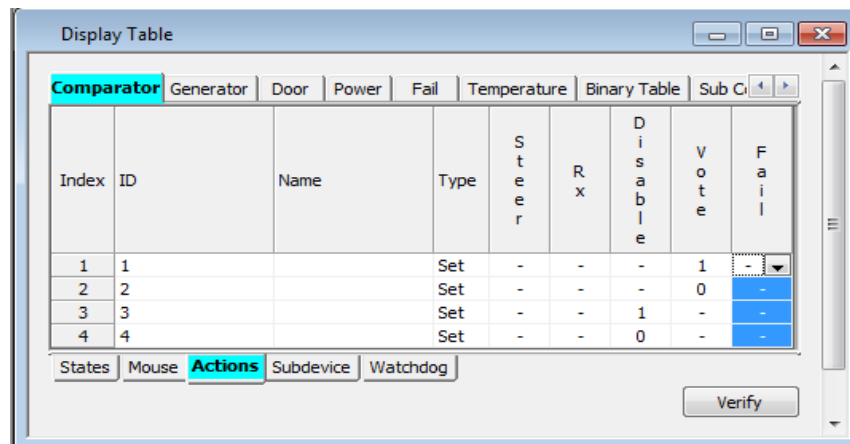 Display Table
Comparator Generator Door Power Fail Temperature Binary Table Sub
Index ID Name Type Steer Rx Disable Vote Fail
1 1 Set - - - 1 -
2 2 Set - - - 0 -
3 3 Set - - 1 - -
4 4 Set - - 0 - -
States Mouse Actions Subdevice Watchdog
Verify